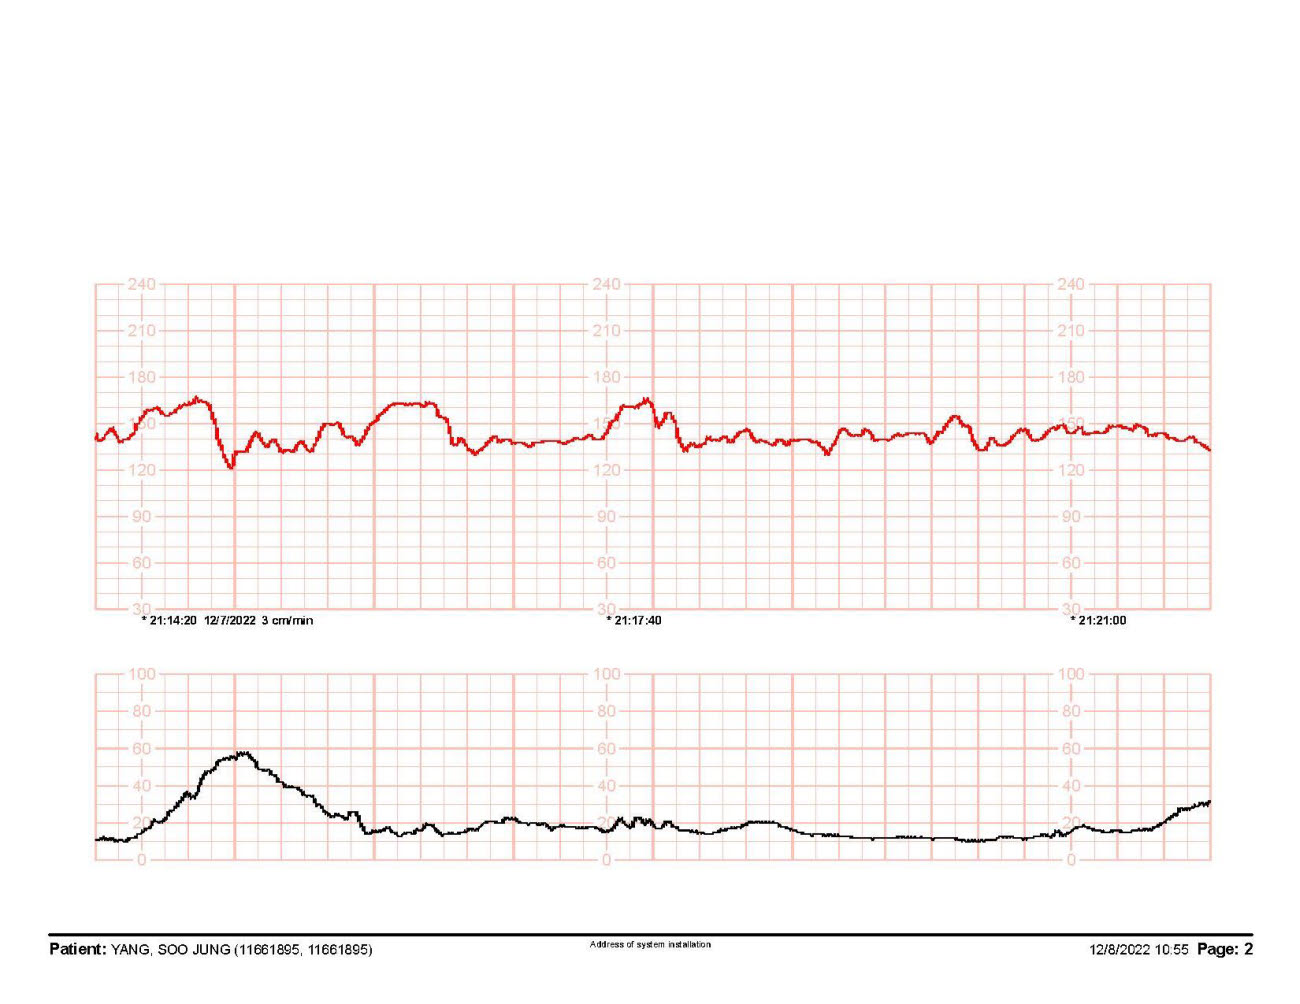 240 240 240
210 210 210
180 180 180
150 150 150
120 120 120
90 90 90
60 60 60
30 30 30
* 21:14:20 12/7/2022 3 cm/min * 21:17:40 * 21:21:00
100 100 100
80 80 80
60 60 60
40 40 40
20 20 20
0 0 0
Patient: YANG, SOO JUNG (11661895, 11661895) Address of system installation 12/8/2022 10:55 Page: 2